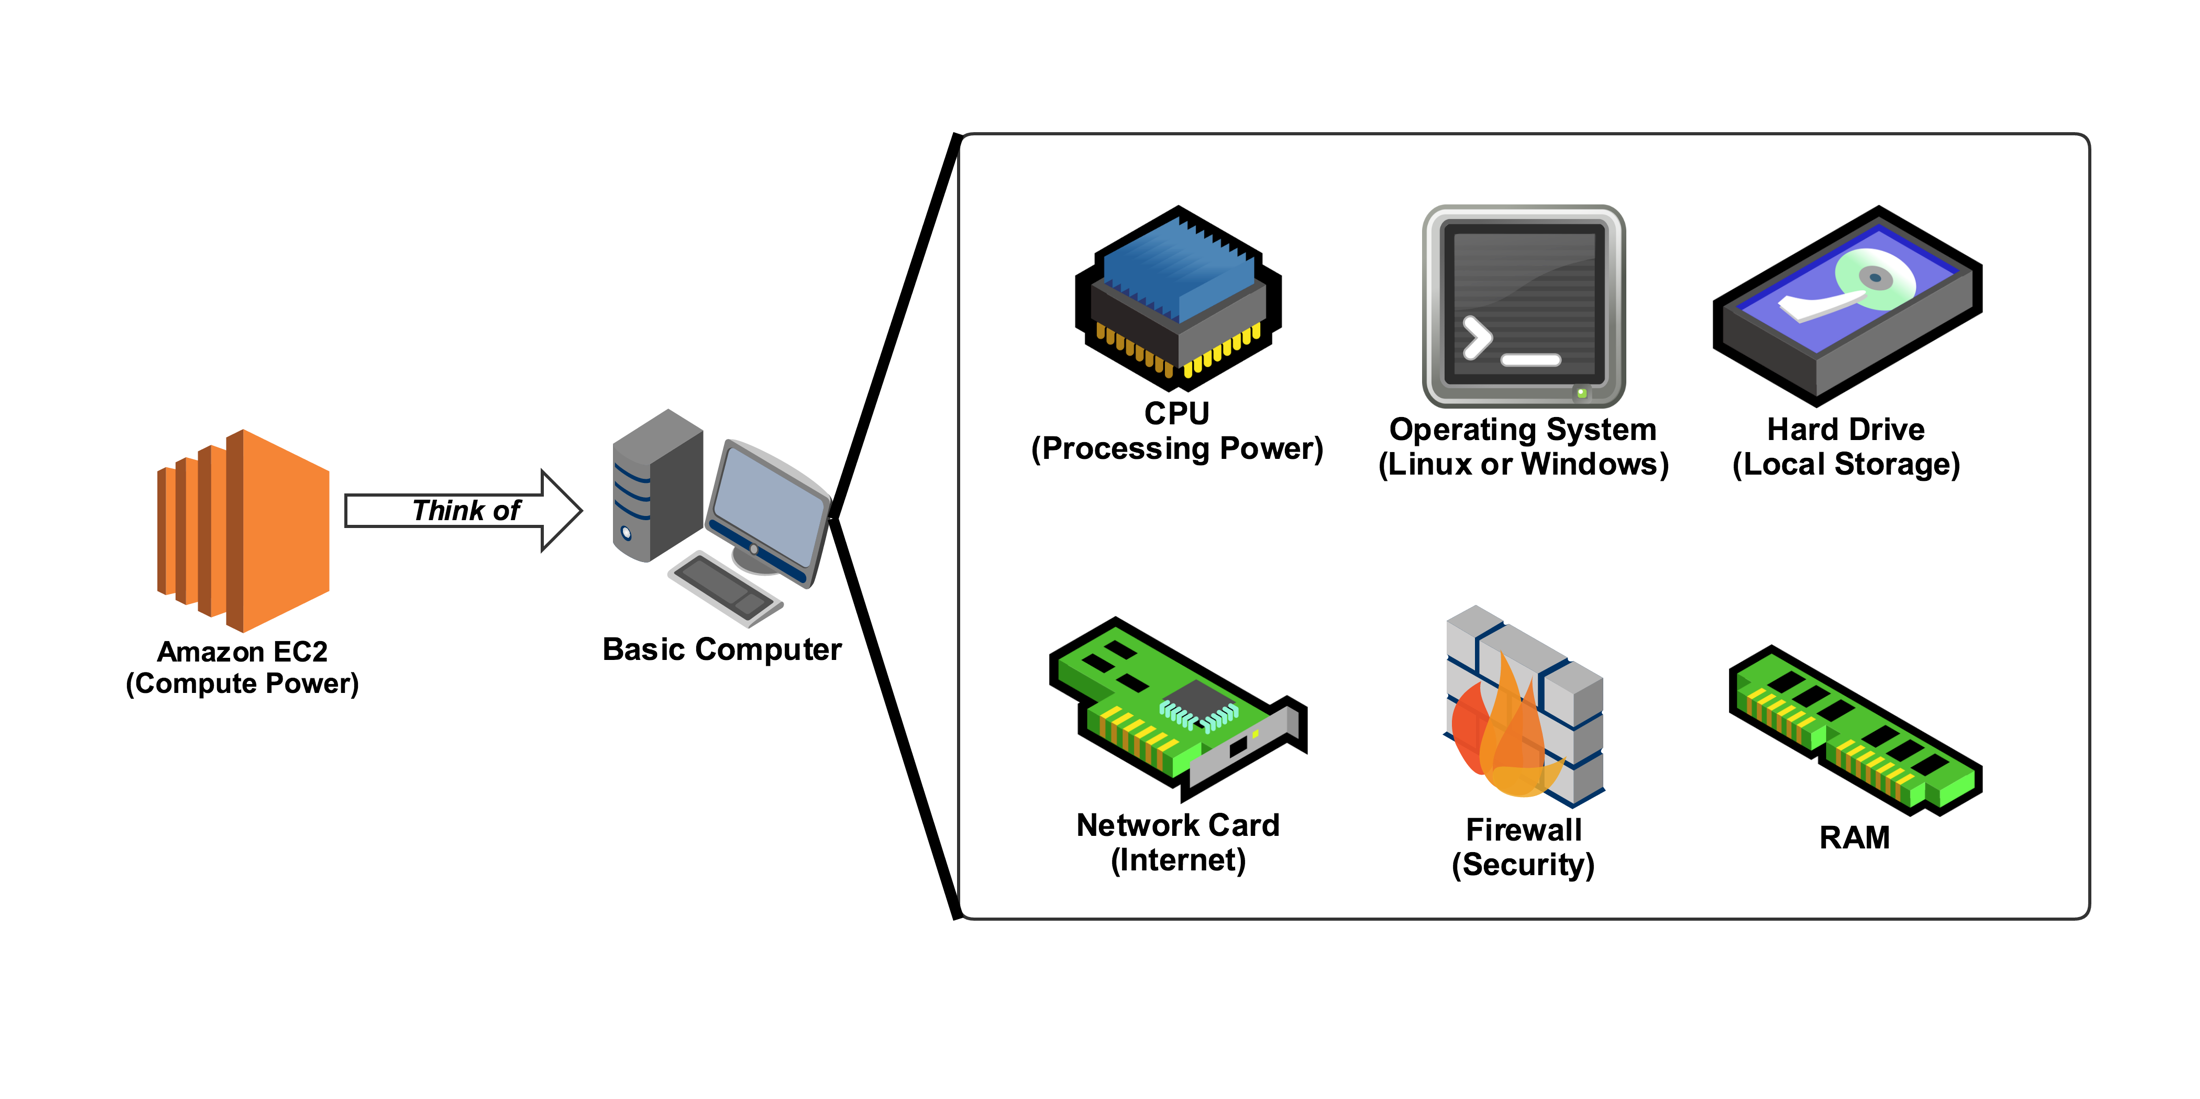 Amazon EC2
(Compute Power)
Think of
Basic Computer
CPU
(Processing Power)
Operating System
(Linux or Windows)
Hard Drive
(Local Storage)
Network Card
(Internet)
Firewall
(Security)
RAM